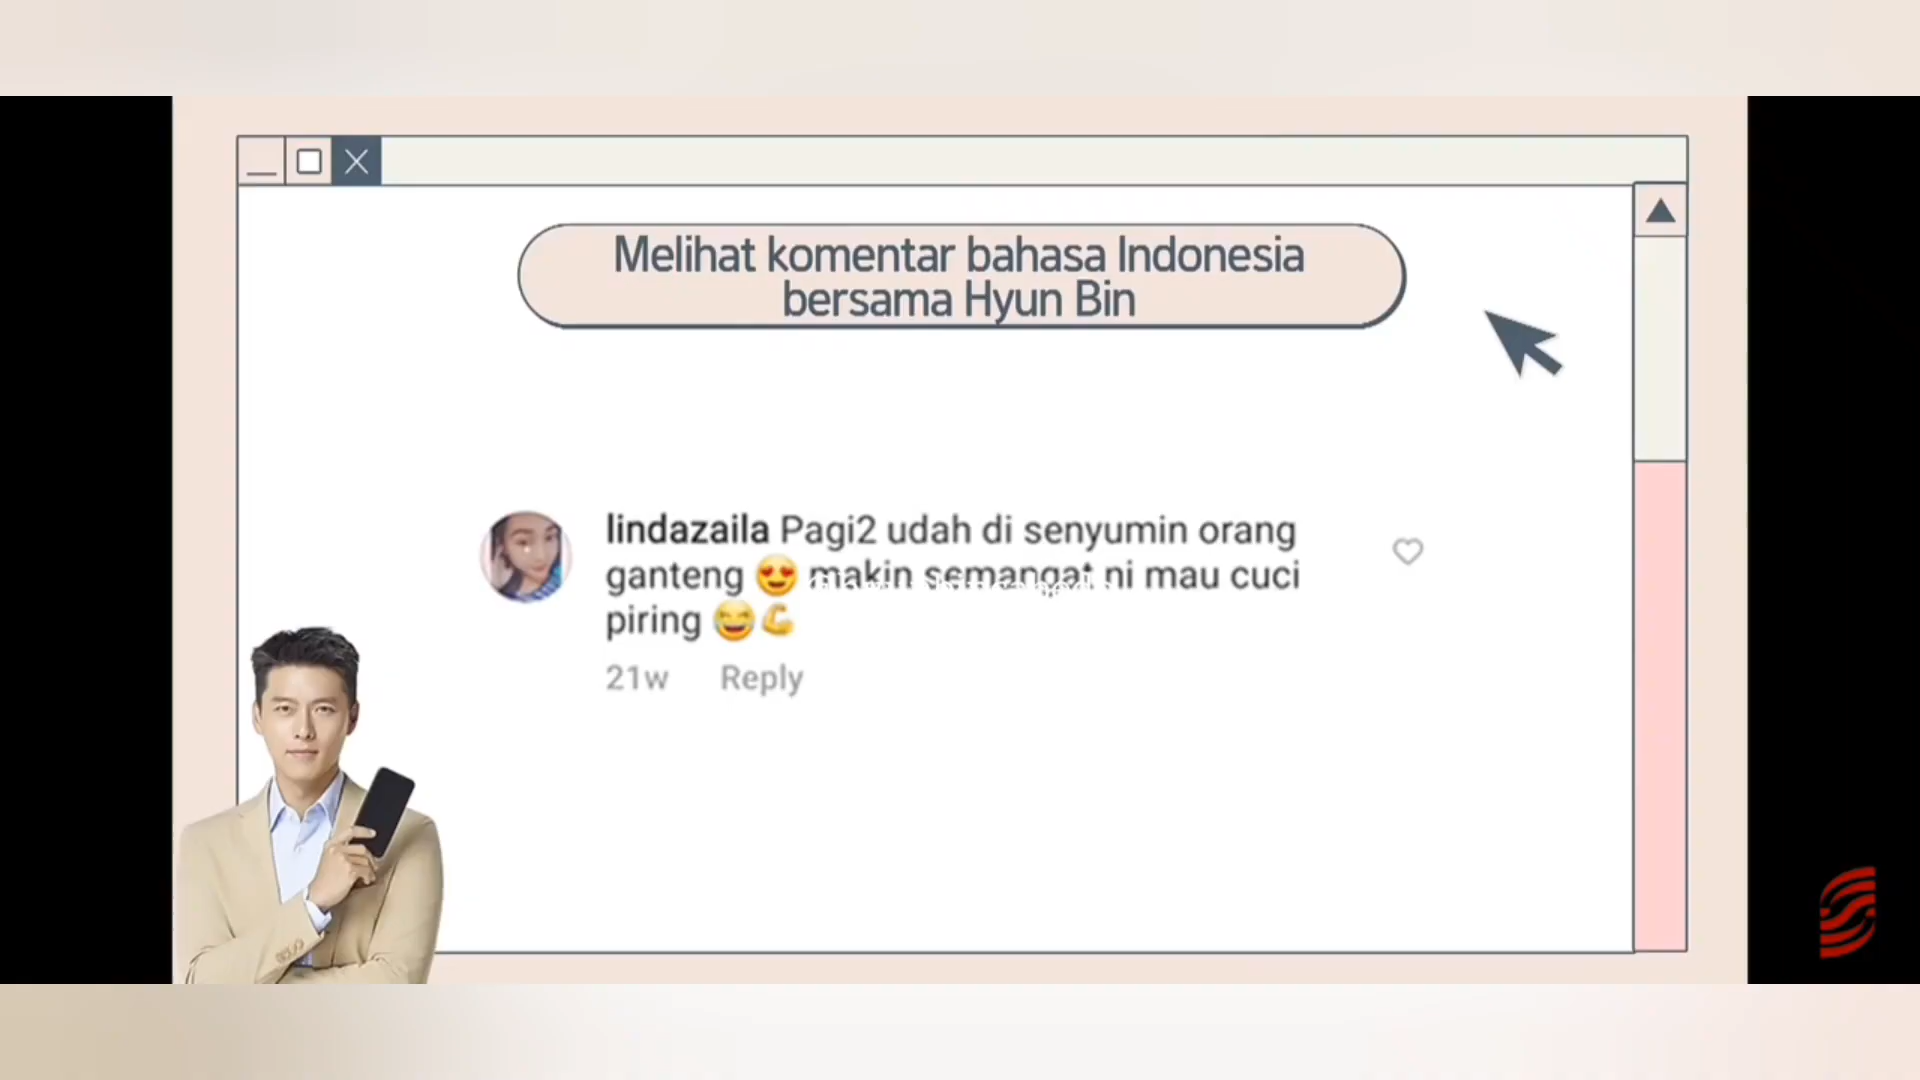 Melihat komentar bahasa Indonesia
bersama Hyun Bin
lindazaila Pagi2 udah di senyumin orang
ganteng 😍 makin semangat ni mau cuci
piring 😂💪
21w Reply